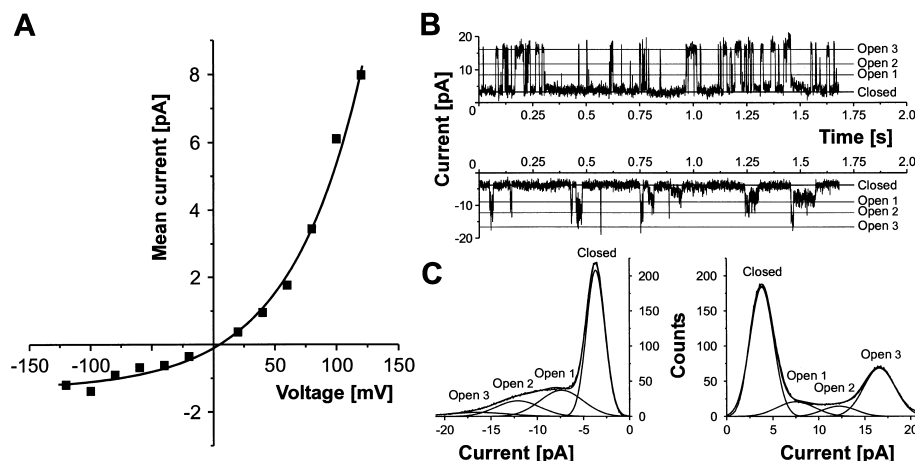 A
Mean current [pA]
8
6
4
2
-2
-150
-100
-50
50
100
150
Voltage [mV]
B
Current [pA]
20
10
0
Open 3
Open 2
Open 1
Closed
0.25
0.5
0.75
1.0
1.25
1.5
1.75
2.0
Time [s]
0.25
0.5
0.75
1.0
1.25
1.5
1.75
2.0
0
-10
-20
Closed
Open 1
Open 2
Open 3
C
Closed
Open 1
Open 2
Open 3
200
150
100
50
0
Counts
-20
-15
-10
-5
0
Current [pA]
Closed
Open 1
Open 2
Open 3
200
150
100
50
0
0
5
10
15
20
Current [pA]